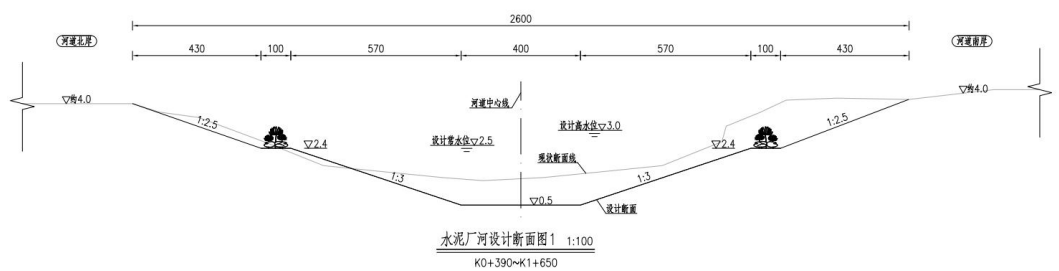 2600
河道北岸
河道南岸
430
100
570
400
570
100
430
▽约4.0
▽约4.0
河道中心线
1:2.5
1:2.5
设计高水位▽3.0
设计常水位▽2.5
▽2.4
▽2.4
现状断面线
1:3
1:3
▽0.5
设计断面
水泥厂河设计断面图1 1:100
K0+390~K1+650